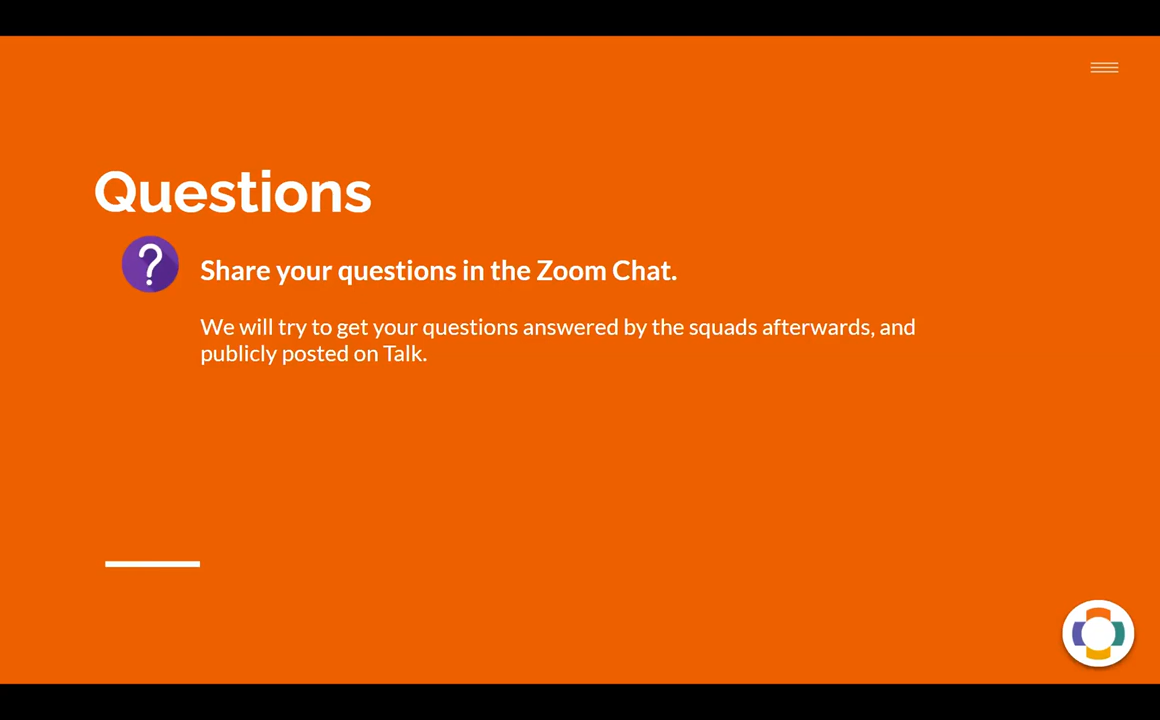 Questions
?
Share your questions in the Zoom Chat.
We will try to get your questions answered by the squads afterwards, and
publicly posted on Talk.